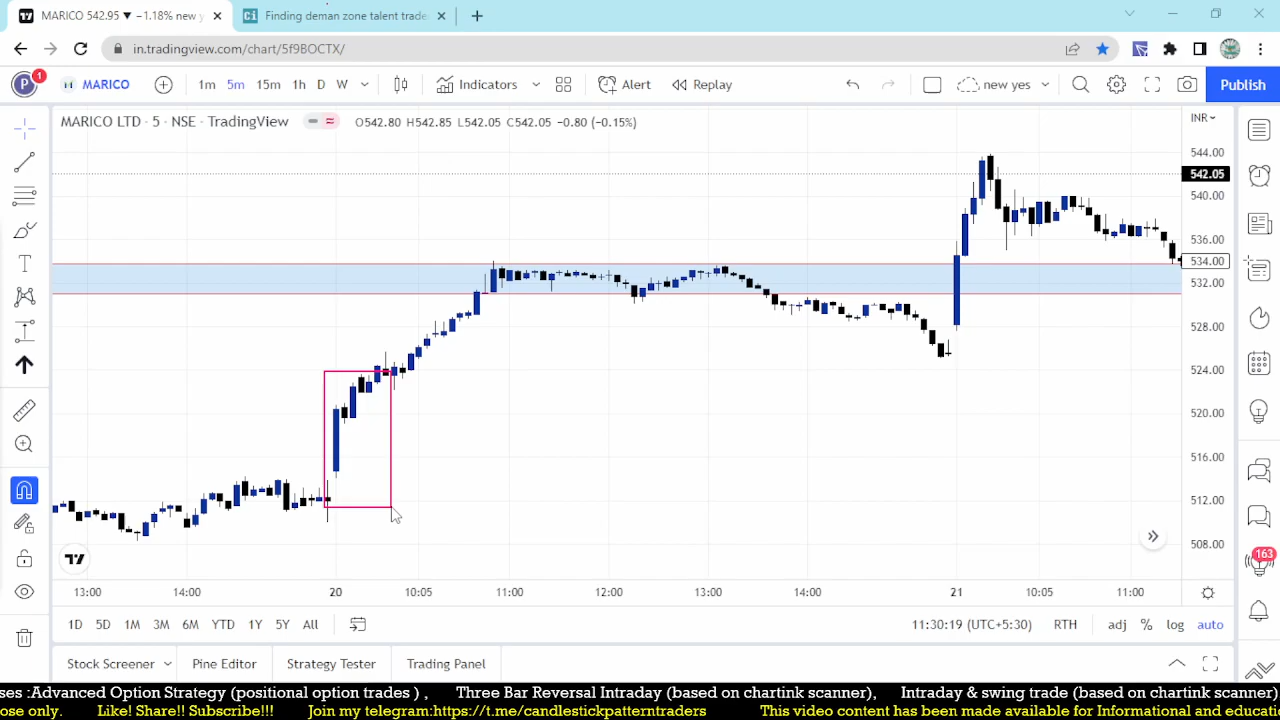 MARICO 542.95 ▼ −1.18% new y
Ci Finding deman zone talent trade
in.tradingview.com/chart/5f9BOCTX/
P 1 MARICO 1m 5m 15m 1h D W Indicators Alert Replay new yes Publish
MARICO LTD · 5 · NSE · TradingView O542.80 H542.85 L542.05 C542.05 −0.80 (−0.15%) INR
544.00
542.05
540.00
536.00
534.00
532.00
528.00
524.00
520.00
516.00
512.00
508.00
163
13:00 14:00 20 10:05 11:00 12:00 13:00 14:00 21 10:05 11:00
1D 5D 1M 3M 6M YTD 1Y 5Y All 11:30:19 (UTC+5:30) RTH adj % log auto
Stock Screener Pine Editor Strategy Tester Trading Panel
ses :Advanced Option Strategy (positional option trades ) , Three Bar Reversal Intraday (based on chartink scanner), Intraday & swing trade (based on chartink scanner)
ose only. Like! Share!! Subscribe!!! Join my telegram:https://t.me/candlestickpatterntraders This video content has been made available for Informational and educatio